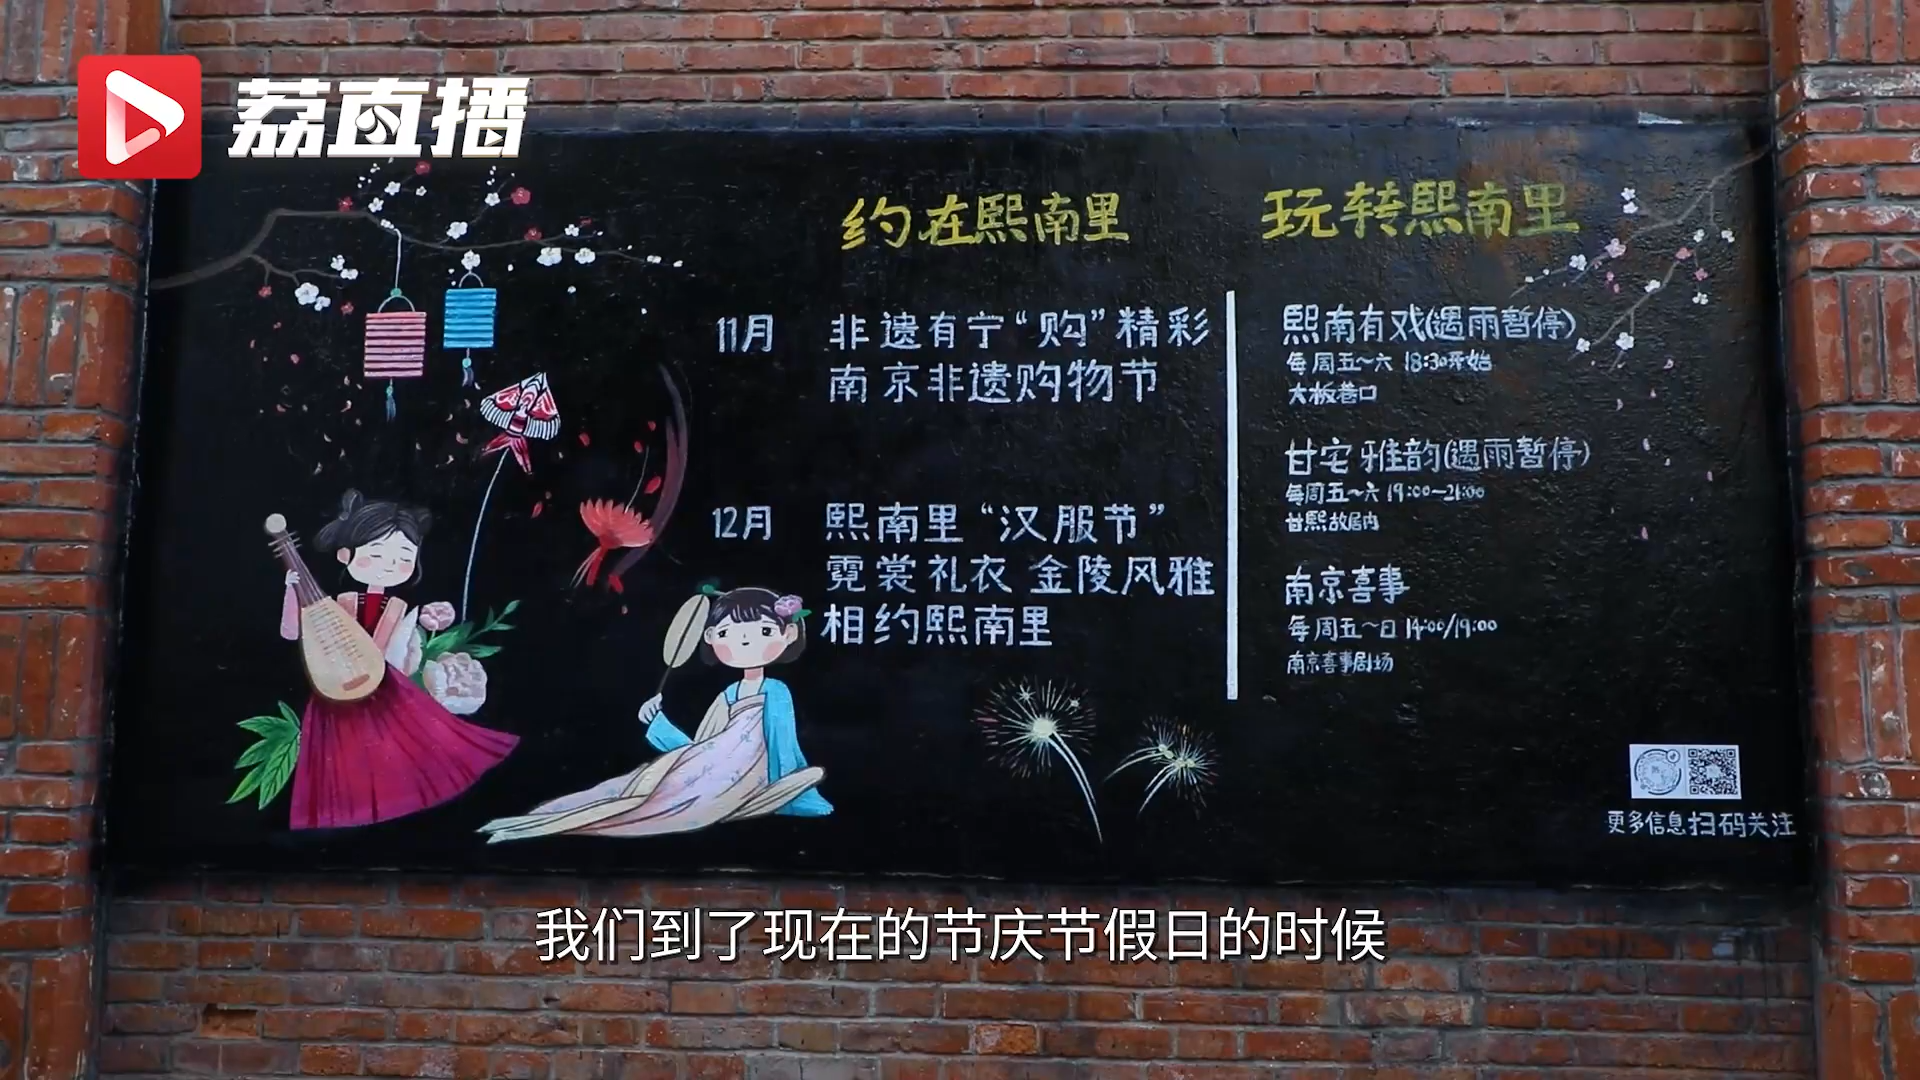 荔直播
约在熙南里
11月 非遗有宁“购”精彩
南京非遗购物节
12月 熙南里“汉服节”
霓裳礼衣 金陵风雅
相约熙南里
玩转熙南里
熙南有戏(遇雨暂停)
每周五~六 18:30开始
大板巷口
甘宅雅韵(遇雨暂停)
每周五~六 19:00-21:00
甘熙故居内
南京喜事
每周五~日 14:00/19:00
南京喜事剧场
更多信息扫码关注
我们到了现在的节庆节假日的时候